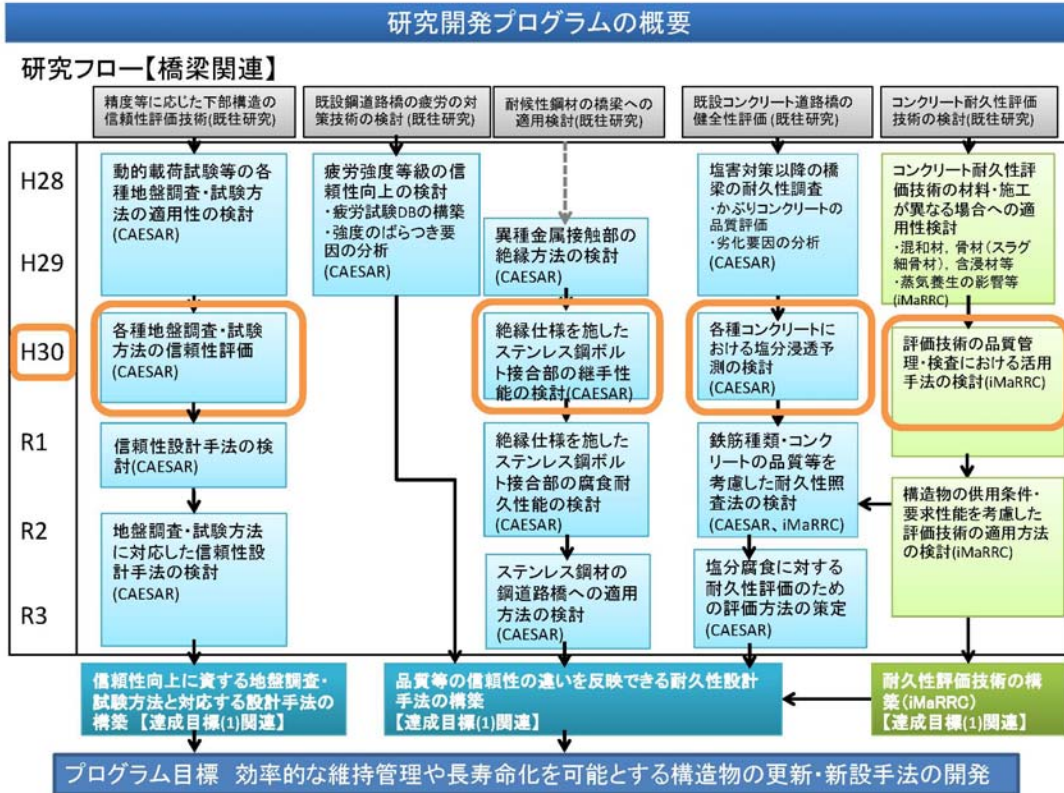 研究開発プログラムの概要
研究フロー【橋梁関連】
精度等に応じた下部構造の
信頼性評価技術(既往研究)
既設鋼道路橋の疲労の対
策技術の検討(既往研究)
耐候性鋼材の橋梁への
適用検討(既往研究)
既設コンクリート道路橋の
健全性評価(既往研究)
コンクリート耐久性評価
技術の検討(既往研究)
H28
H29
H30
R1
R2
R3
動的載荷試験等の各
種地盤調査・試験方
法の適用性の検討
(CAESAR)
各種地盤調査・試験
方法の信頼性評価
(CAESAR)
信頼性設計手法の検
討(CAESAR)
地盤調査・試験方法
に対応した信頼性設
計手法の検討
(CAESAR)
疲労強度等級の信
頼性向上の検討
・疲労試験DBの構築
・強度のばらつき要
因の分析
(CAESAR)
異種金属接触部の
絶縁方法の検討
(CAESAR)
絶縁仕様を施した
ステンレス鋼ボル
ト接合部の継手性
能の検討(CAESAR)
絶縁仕様を施した
ステンレス鋼ボル
ト接合部の腐食耐
久性能の検討
(CAESAR)
ステンレス鋼材の
鋼道路橋への適用
方法の検討
(CAESAR)
塩害対策以降の橋
梁の耐久性調査
・かぶりコンクリートの
品質評価
・劣化要因の分析
(CAESAR)
各種コンクリートに
おける塩分浸透予
測の検討
(CAESAR)
鉄筋種類・コンク
リートの品質等を
考慮した耐久性照
査法の検討
(CAESAR、iMaRRC)
塩分腐食に対する
耐久性評価のため
の評価方法の策定
(CAESAR)
コンクリート耐久性評
価技術の材料・施工
が異なる場合への適
用性検討
・混和材，骨材（スラグ
細骨材），含浸材等
・蒸気養生の影響等
(iMaRRC)
評価技術の品質管
理・検査における活用
手法の検討(iMaRRC)
構造物の供用条件・
要求性能を考慮した
評価技術の適用方法
の検討(iMaRRC)
信頼性向上に資する地盤調査・
試験方法と対応する設計手法の
構築 【達成目標(1)関連】
品質等の信頼性の違いを反映できる耐久性設計
手法の構築
【達成目標(1)関連】
耐久性評価技術の構
築(iMaRRC)
【達成目標(1)関連】
プログラム目標 効率的な維持管理や長寿命化を可能とする構造物の更新・新設手法の開発